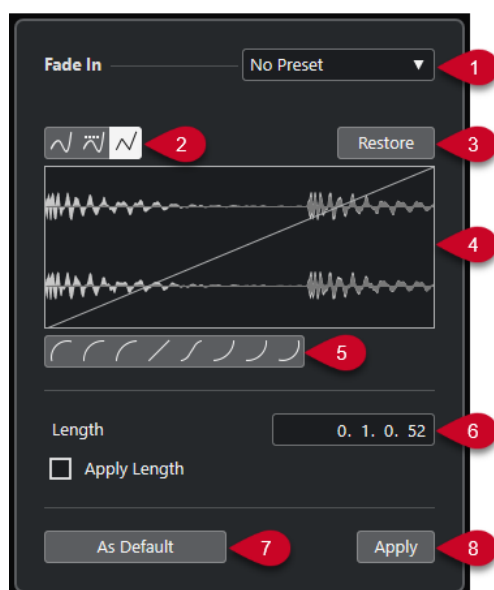 Fade In No Preset 1
2 Restore 3
4
5
Length 0. 1. 0. 52 6
Apply Length
As Default 7 Apply 8